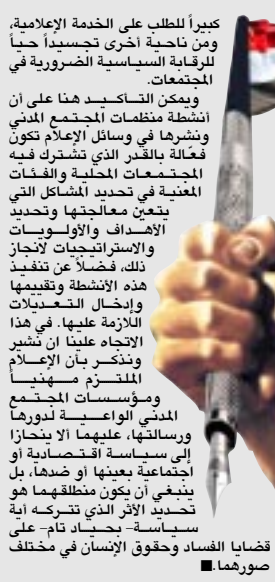 كبيراً للطلب على الخدمة الإعلامية،
ومن ناحية أخرى تجسيداً حياً
للرقابة السياسية الضرورية في
المجتمعات.
ويمكن التأكيد هنا على أن
أنشطة منظمات المجتمع المدني
ونشرها في وسائل الإعلام تكون
فعّالة بالقدر الذي تشترك فيه
المجتمعات المحلية والفئات
المعنية في تحديد المشاكل التي
يتعين معالجتها وتحديد
الأهداف والأولويات
والاستراتيجيات لانجاز
ذلك، فضلاً عن تنفيذ
هذه الأنشطة وتقييمها
وإدخال التعديلات
اللازمة عليها. في هذا
الاتجاه علينا ان نشير
ونذكر بأن الإعلام
الملتزم مهنياً
ومؤسسات المجتمع
المدني الواعية لدورها
ورسالتها، عليهما ألا ينحازا
إلى سياسة اقتصادية أو
اجتماعية بعينها أو ضدها، بل
ينبغي أن يكون منطلقهما هو
تحديد الأثر الذي تتركه أية
سياسة- بحياد تام- على
قضايا الفساد وحقوق الإنسان في مختلف
صورهما.■